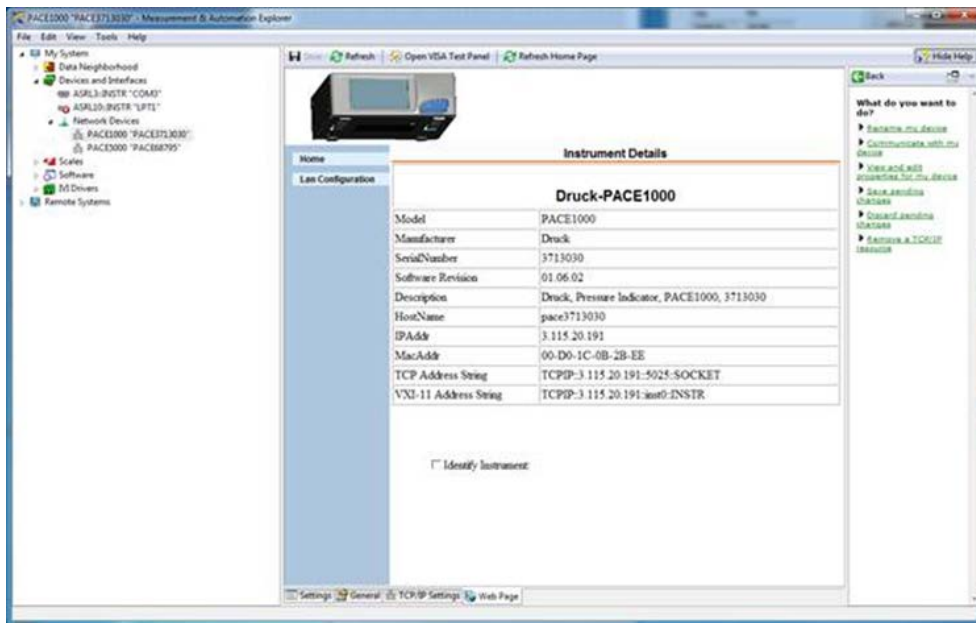 PACE1000 "PACE3713030" - Measurement & Automation Explorer
File Edit View Tools Help
My System
Data Neighborhood
Devices and Interfaces
ASRL3::INSTR "COM3"
ASRL10::INSTR "LPT1"
Network Devices
PACE1000 "PACE3713030"
PACE5000 "PACE68795"
Scales
Software
IVI Drivers
Remote Systems
Save Refresh Open VISA Test Panel Refresh Home Page Hide Help
Home
Lan Configuration
Instrument Details
Druck-PACE1000
Model PACE1000
Manufacturer Druck
SerialNumber 3713030
Software Revision 01.06.02
Description Druck, Pressure Indicator, PACE1000, 3713030
HostName pace3713030
IPAddr 3.115.20.191
MacAddr 00-D0-1C-0B-2B-EE
TCP Address String TCPIP::3.115.20.191::5025::SOCKET
VXI-11 Address String TCPIP::3.115.20.191::inst0::INSTR
Identify Instrument:
Settings General TCP/IP Settings Web Page
Back
What do you want to
do?
Rename my device
Communicate with my
device
View and edit
properties for my device
Save pending
changes
Discard pending
changes
Remove a TCP/IP
resource